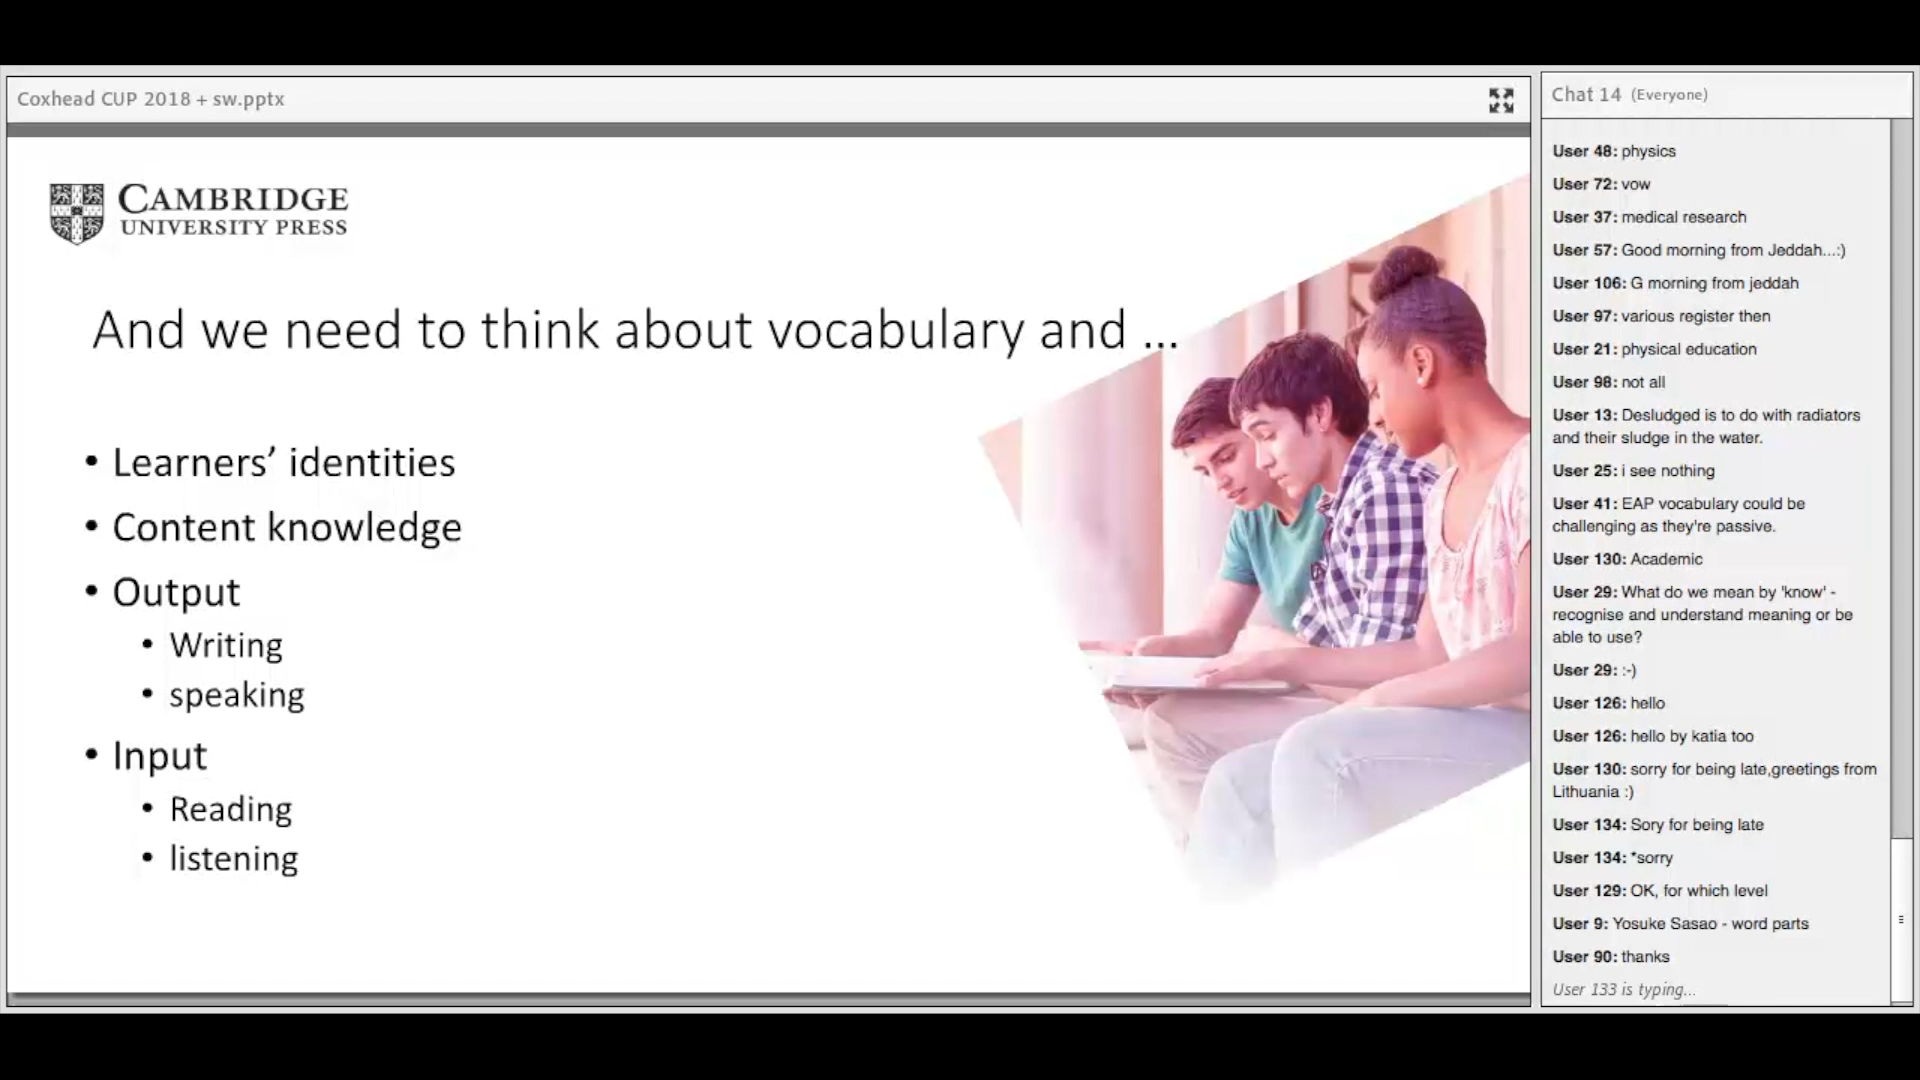 Coxhead CUP 2018 + sw.pptx
CAMBRIDGE
UNIVERSITY PRESS
And we need to think about vocabulary and ...
• Learners’ identities
• Content knowledge
• Output
• Writing
• speaking
• Input
• Reading
• listening
Chat 14 (Everyone)
User 48: physics
User 72: vow
User 37: medical research
User 57: Good morning from Jeddah...:)
User 106: G morning from jeddah
User 97: various register then
User 21: physical education
User 98: not all
User 13: Desludged is to do with radiators
and their sludge in the water.
User 25: i see nothing
User 41: EAP vocabulary could be
challenging as they're passive.
User 130: Academic
User 29: What do we mean by 'know' -
recognise and understand meaning or be
able to use?
User 29: :-)
User 126: hello
User 126: hello by katia too
User 130: sorry for being late,greetings from
Lithuania :)
User 134: Sory for being late
User 134: *sorry
User 129: OK, for which level
User 9: Yosuke Sasao - word parts
User 90: thanks
User 133 is typing...